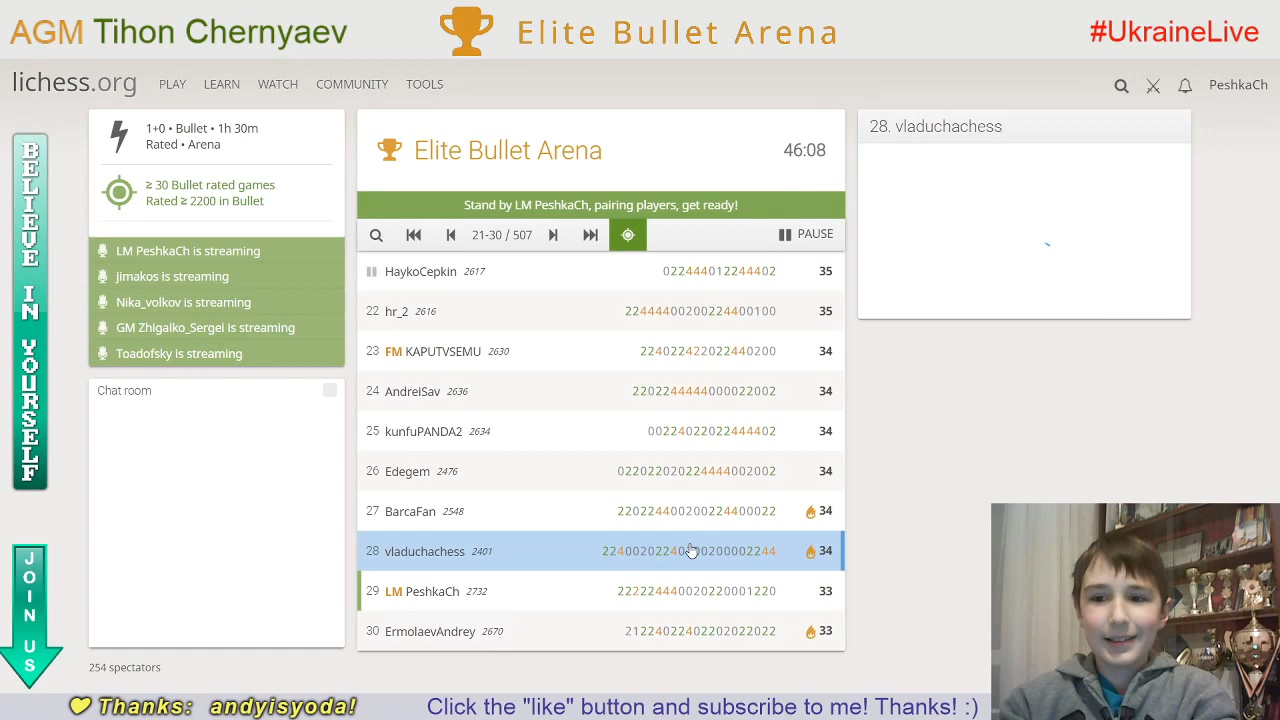 AGM Tihon Chernyaev
Elite Bullet Arena
#UkraineLive
lichess.org
PLAY LEARN WATCH COMMUNITY TOOLS
PeshkaCh
BELIEVE IN YOURSELF
JOIN US
1+0 • Bullet • 1h 30m
Rated • Arena
≥ 30 Bullet rated games
Rated ≥ 2200 in Bullet
LM PeshkaCh is streaming
jimakos is streaming
Nika_volkov is streaming
GM Zhigalko_Sergei is streaming
Toadofsky is streaming
Chat room
254 spectators
Elite Bullet Arena 46:08
Stand by LM PeshkaCh, pairing players, get ready!
21-30 / 507 PAUSE
HaykoCepkin 2617 022444012244402 35
22 hr_2 2616 22444400200224400100 35
23 FM KAPUTVSEMU 2630 224022422022440200 34
24 AndreiSav 2636 2202244444000022002 34
25 kunfuPANDA2 2634 00224022022444402 34
26 Edegem 2476 022022020224444002002 34
27 BarcaFan 2548 220224400200224400022 34
28 vladuchachess 2401 34
29 LM PeshkaCh 2732 222224440020220001220 33
30 ErmolaevAndrey 2670 21224022402202022022 33
28. vladuchachess
Thanks: andyisyoda!
Click the "like" button and subscribe to me! Thanks! :)